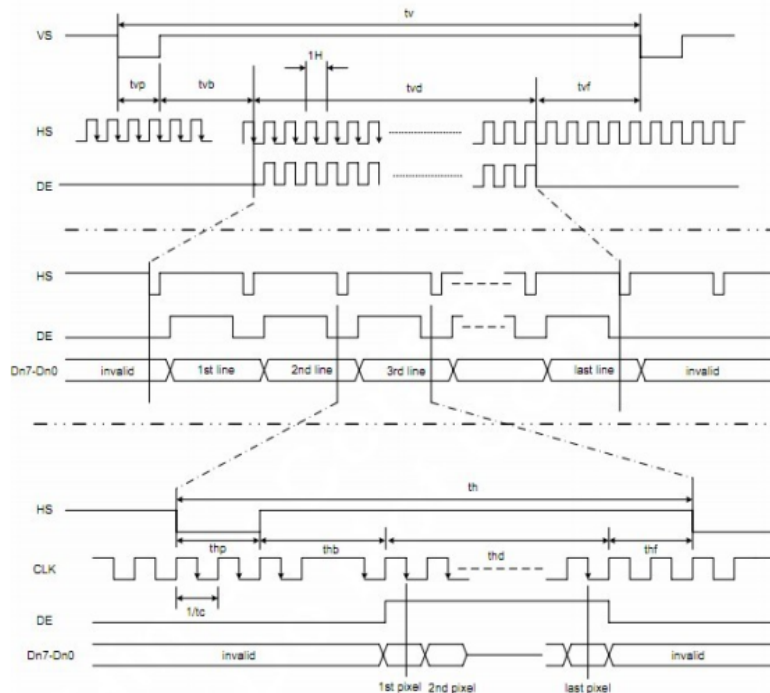 tv
VS
1H
tvp
tvb
tvd
tvf
HS
DE
HS
DE
Dn7-Dn0
invalid
1st line
2nd line
3rd line
last line
invalid
th
HS
thp
thb
thd
thf
CLK
1/tc
DE
Dn7-Dn0
invalid
invalid
1st pixel
2nd pixel
last pixel